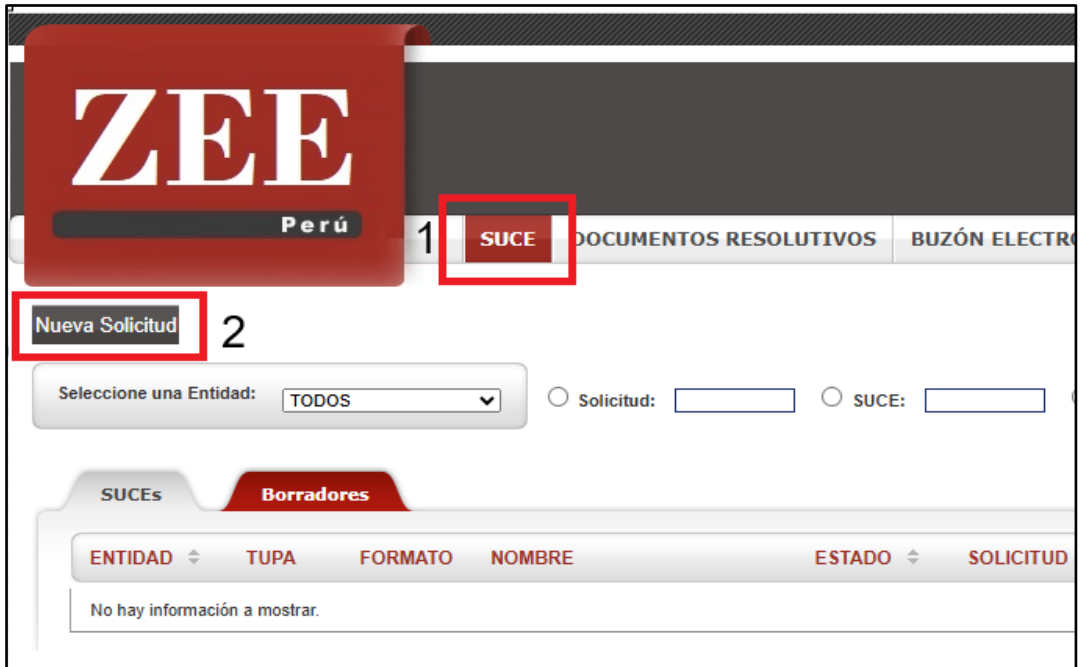 ZEE
Perú
1 SUCE DOCUMENTOS RESOLUTIVOS BUZÓN ELECTR
Nueva Solicitud 2
Seleccione una Entidad: TODOS Solicitud: SUCE:
SUCEs Borradores
ENTIDAD TUPA FORMATO NOMBRE ESTADO SOLICITUD
No hay información a mostrar.